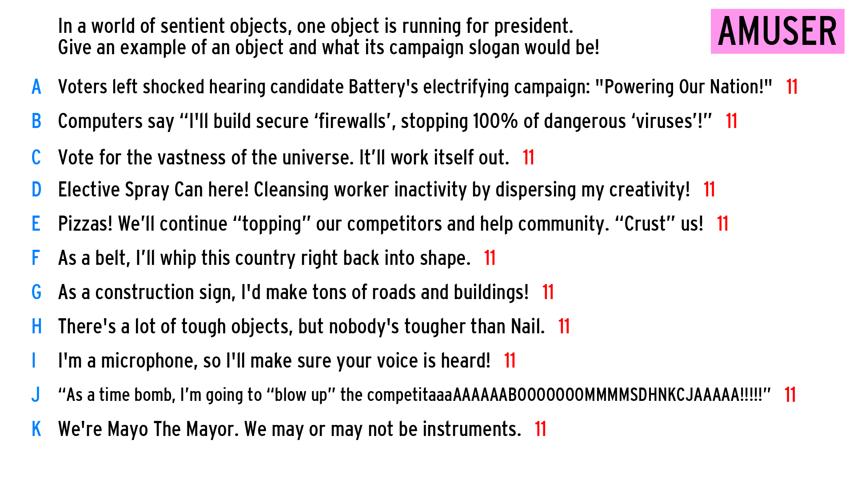 In a world of sentient objects, one object is running for president.
Give an example of an object and what its campaign slogan would be!
AMUSER
A Voters left shocked hearing candidate Battery's electrifying campaign: "Powering Our Nation!" 11
B Computers say “I'll build secure ‘firewalls’, stopping 100% of dangerous ‘viruses’!” 11
C Vote for the vastness of the universe. It’ll work itself out. 11
D Elective Spray Can here! Cleansing worker inactivity by dispersing my creativity! 11
E Pizzas! We’ll continue “topping” our competitors and help community. “Crust” us! 11
F As a belt, I’ll whip this country right back into shape. 11
G As a construction sign, I'd make tons of roads and buildings! 11
H There's a lot of tough objects, but nobody's tougher than Nail. 11
I I'm a microphone, so I'll make sure your voice is heard! 11
J “As a time bomb, I’m going to “blow up” the competitaaaAAAAAABOOOOOOOMMMMSDHNKCJAAAAA!!!!!” 11
K We're Mayo The Mayor. We may or may not be instruments. 11